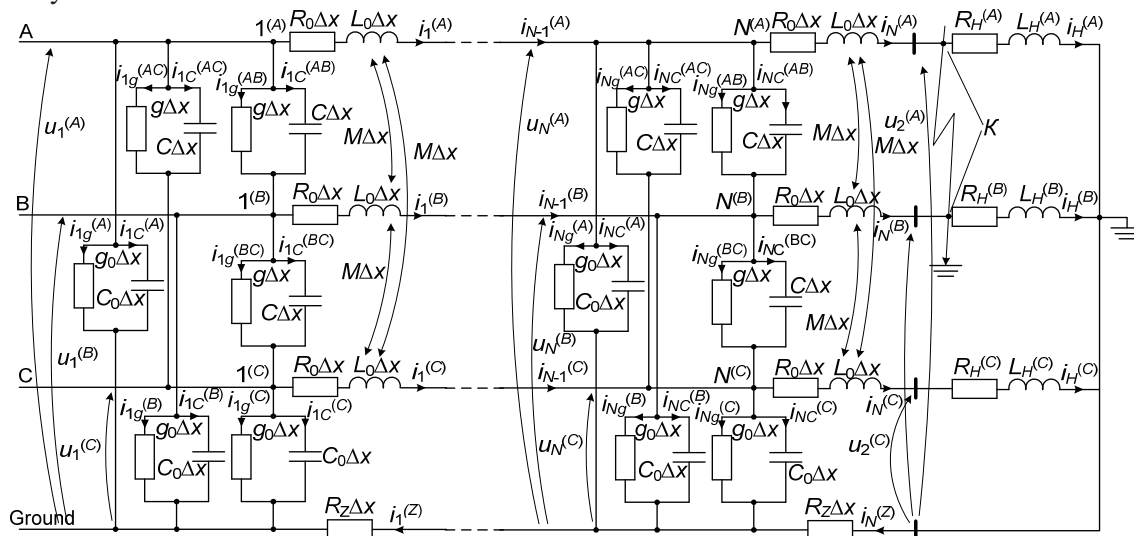 A 1(A) R₀Δx L₀Δx i₁(A) iN-1(A) N(A) R₀Δx L₀Δx iN(A) RH(A) LH(A) iH(A)
i1g(AC) i1C(AC) i1g(AB) i1C(AB) iNg(AC) iNC(AC) iNg(AB) iNC(AB)
gΔx CΔx gΔx CΔx gΔx CΔx gΔx CΔx
u₁(A) MΔx MΔx uN(A) MΔx MΔx u₂(A) K
B 1(B) R₀Δx L₀Δx i₁(B) iN-1(B) N(B) R₀Δx L₀Δx iN(B) RH(B) LH(B) iH(B)
i1g(A) i1C(A) i1g(BC) i1C(BC) iNg(A) iNC(A) iNg(BC) iNC(BC)
g₀Δx C₀Δx gΔx CΔx MΔx g₀Δx C₀Δx gΔx CΔx MΔx
u₁(B) uN(B)
C 1(C) R₀Δx L₀Δx i₁(C) iN-1(C) N(C) R₀Δx L₀Δx iN(C) RH(C) LH(C) iH(C)
i1g(B) i1C(B) i1g(C) i1C(C) iNg(B) iNC(B) iNg(C) iNC(C)
u₁(C) g₀Δx C₀Δx g₀Δx C₀Δx uN(C) g₀Δx C₀Δx g₀Δx C₀Δx u₂(C)
Ground RZΔx i₁(Z) RZΔx iN(Z)